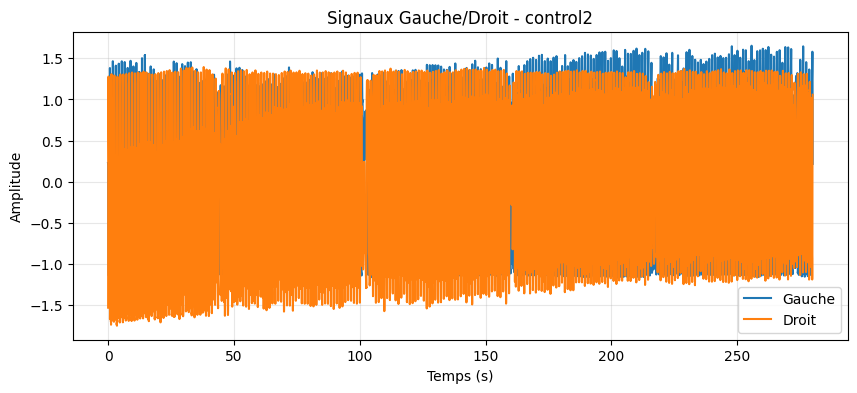 Signaux Gauche/Droit - control2
Amplitude
1.5
1.0
0.5
0.0
−0.5
−1.0
−1.5
0
50
100
150
200
250
Temps (s)
Gauche
Droit